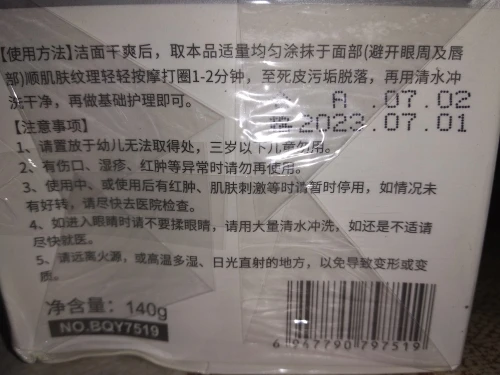 【使用方法】洁面干爽后，取本品适量均匀涂抹于面部(避开眼周及唇
部)顺肌肤纹理轻轻按摩打圈1-2分钟，至死皮污垢脱落，再用清水冲
洗干净，再做基础护理即可。
A .07.02
2023.07.01
【注意事项】
1、请置放于幼儿无法取得处，三岁以下儿童勿用。
2、有伤口、湿疹、红肿等异常时请勿再使用。
3、使用中、或使用后有红肿、肌肤刺激等时请暂时停用，如情况未
有好转，请尽快去医院检查。
4、如进入眼睛时请不要揉眼睛，请用大量清水冲洗，如还是不适请
尽快就医。
5、请远离火源，或高温多湿、日光直射的地方，以免导致变形或变
质。
净含量：140g
NO.BQY7519
6 947790 797519